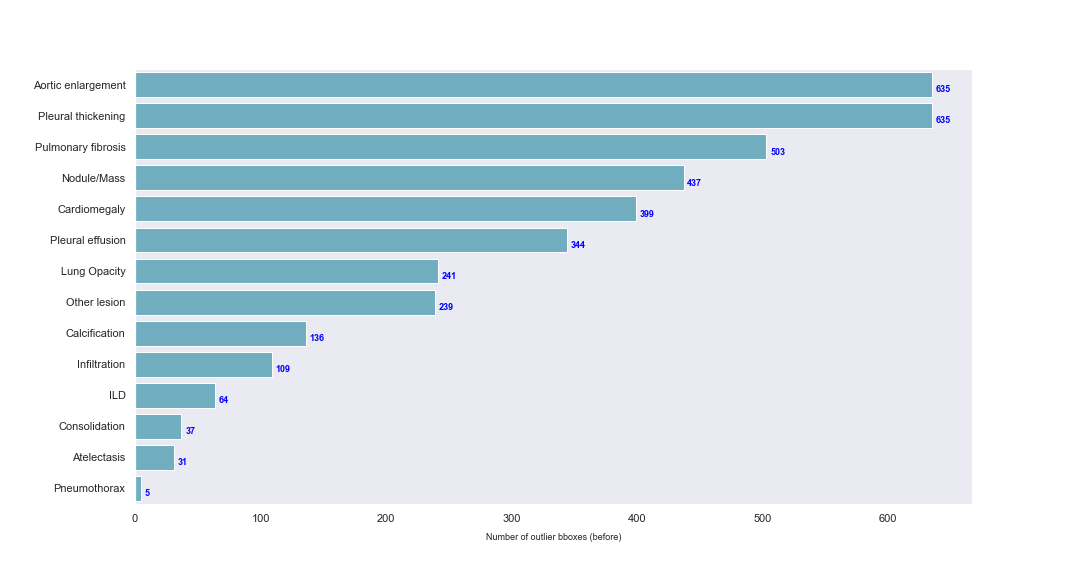 Aortic enlargement 635
Pleural thickening 635
Pulmonary fibrosis 503
Nodule/Mass 437
Cardiomegaly 399
Pleural effusion 344
Lung Opacity 241
Other lesion 239
Calcification 136
Infiltration 109
ILD 64
Consolidation 37
Atelectasis 31
Pneumothorax 5
0 100 200 300 400 500 600
Number of outlier bboxes (before)